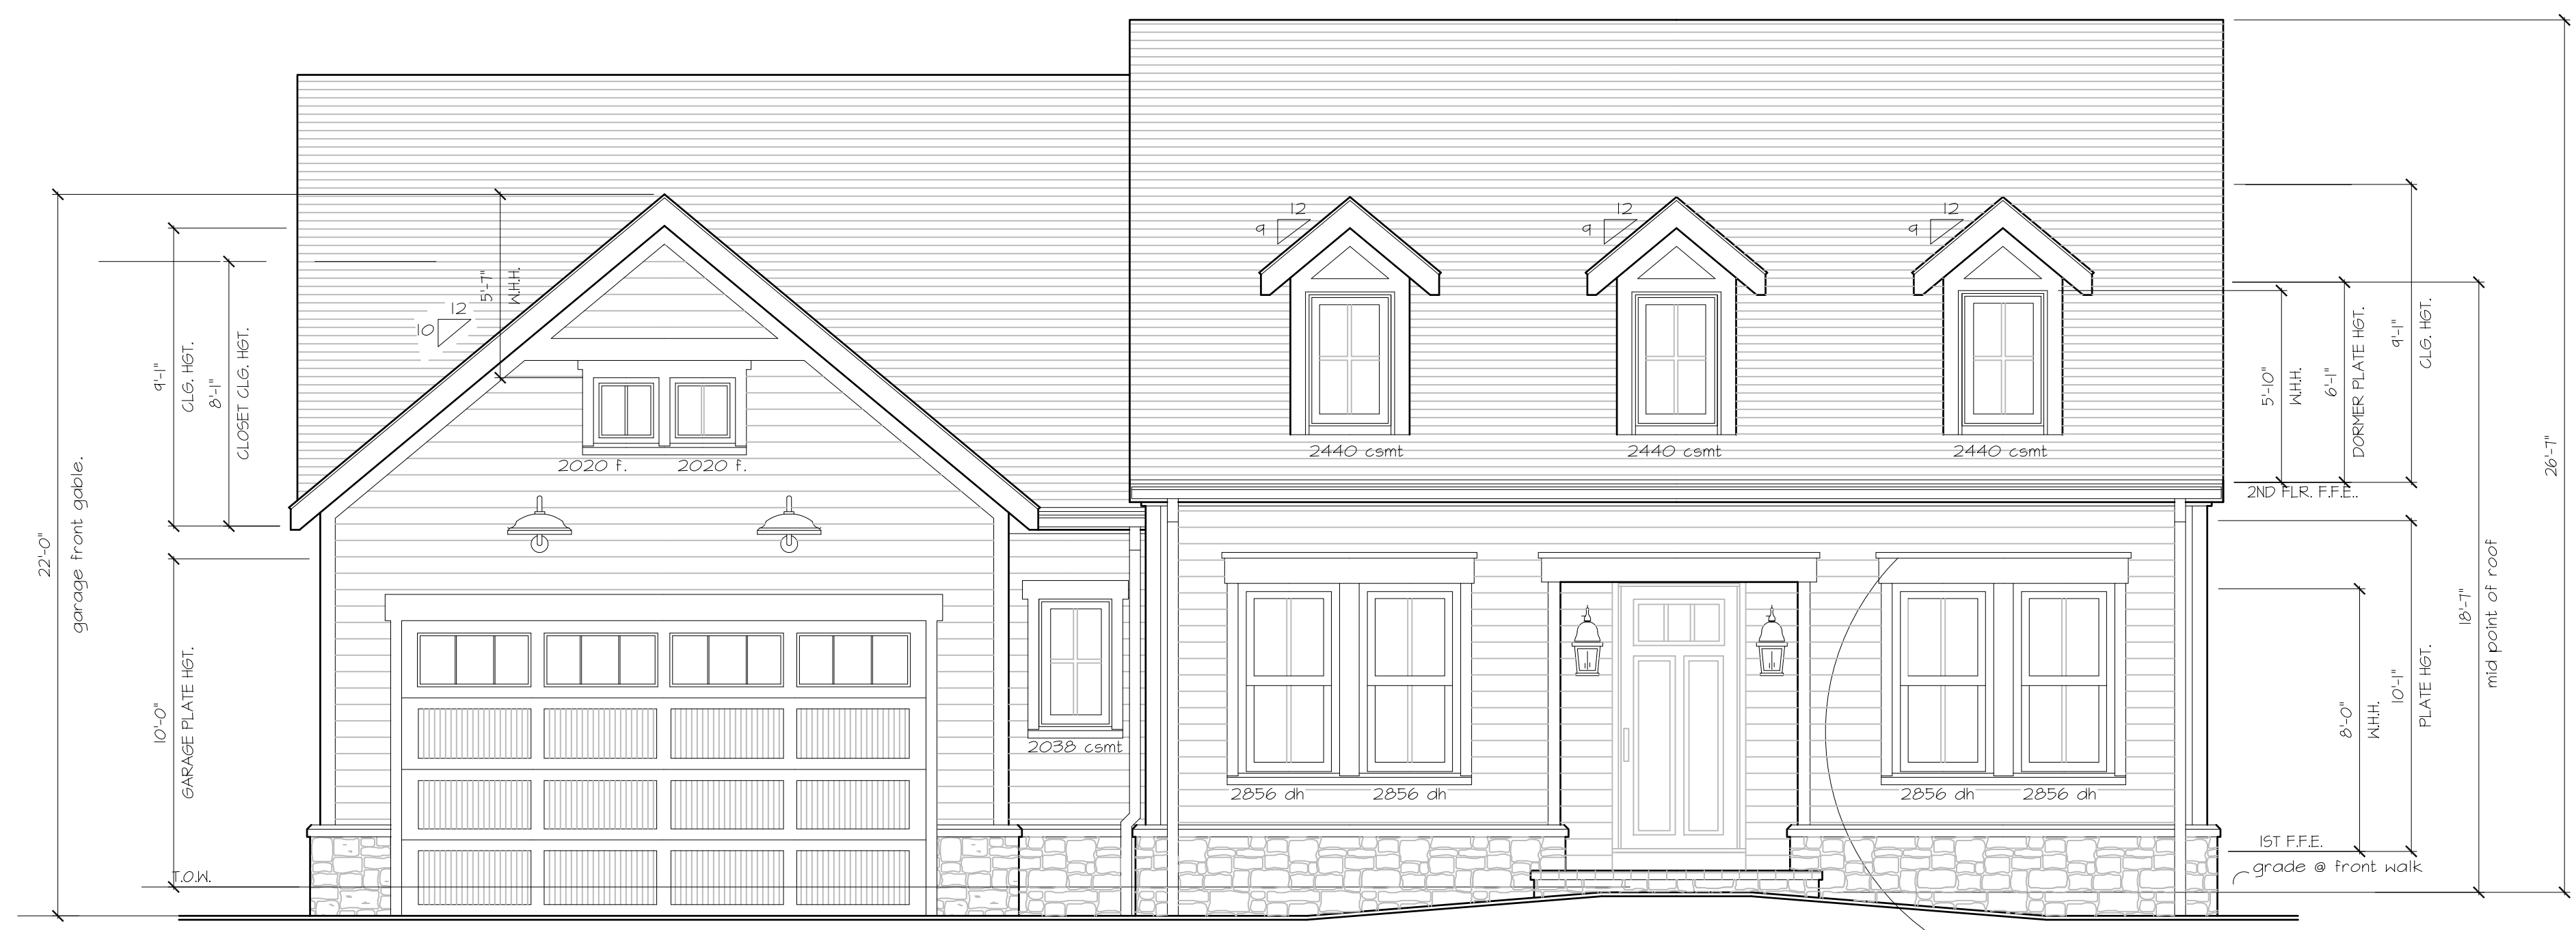 22'-0"
garage front gable.
9'-1"
CLG. HGT.
8'-1"
CLOSET CLG. HGT.
10'-0"
GARAGE PLATE HGT.
T.O.W.
5'-7"
W.H.H.
12
10
2020 f.
2020 f.
2038 csmt
12
9
12
9
12
9
2440 csmt
2440 csmt
2440 csmt
2856 dh
2856 dh
2856 dh
2856 dh
5'-10"
W.H.H.
6'-1"
DORMER PLATE HGT.
9'-1"
CLG. HGT.
2ND FLR. F.F.E..
8'-0"
W.H.H.
10'-1"
PLATE HGT.
18'-7"
mid point of roof
26'-7"
1ST F.F.E.
grade @ front walk